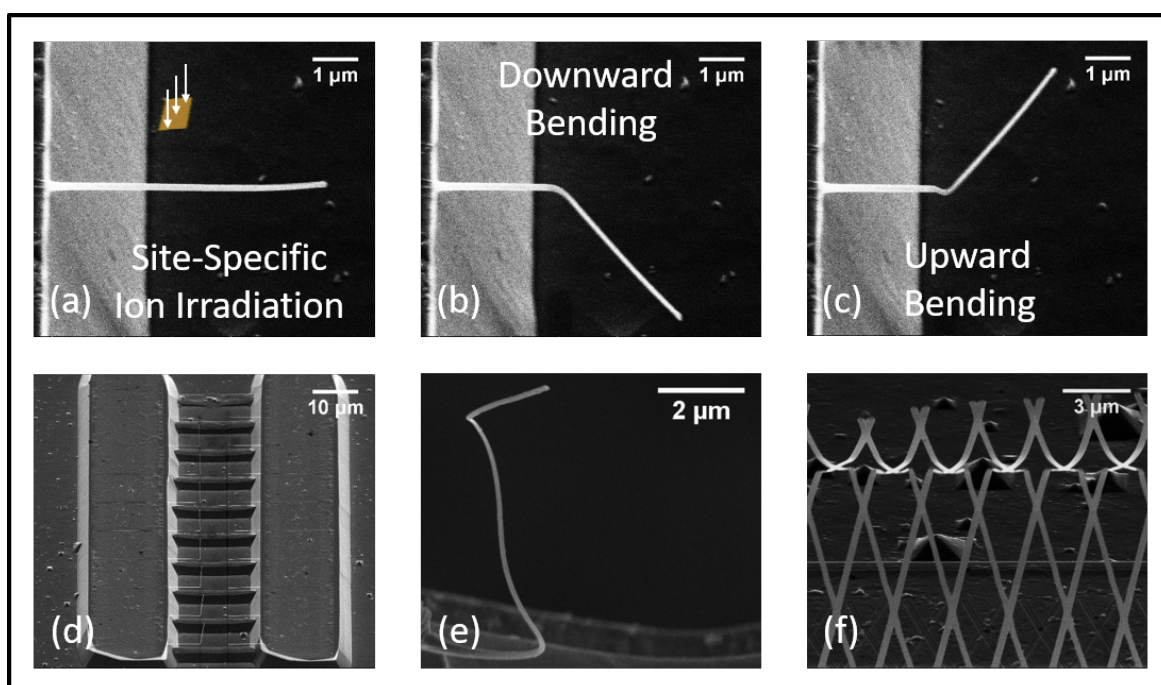 1 μm
Site-Specific
Ion Irradiation
(a)
1 μm
Downward
Bending
(b)
1 μm
Upward
Bending
(c)
10 μm
(d)
2 μm
(e)
3 μm
(f)